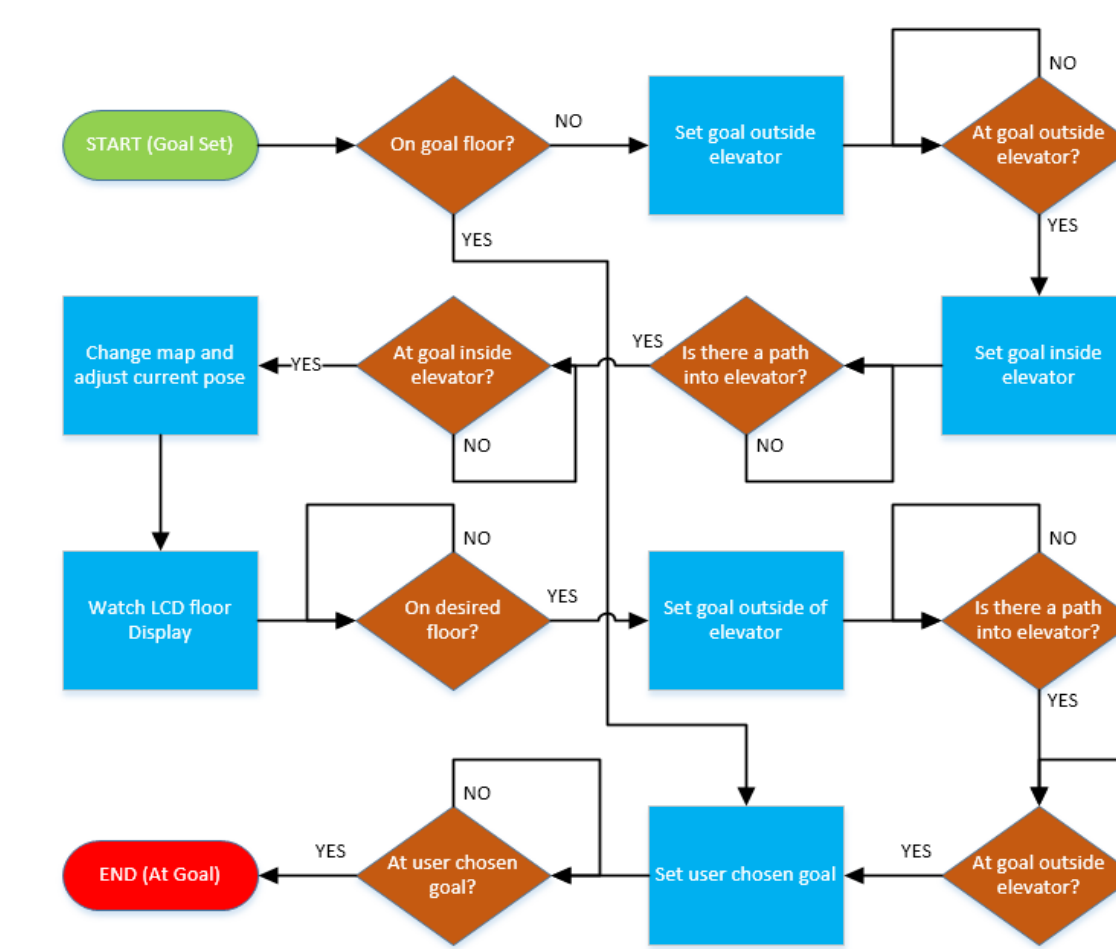 START (Goal Set)
On goal floor?
NO
Set goal outside
elevator
NO
At goal outside
elevator?
YES
YES
Change map and
adjust current pose
YES
At goal inside
elevator?
NO
YES
Is there a path
into elevator?
NO
Set goal inside
elevator
Watch LCD floor
Display
NO
On desired
floor?
YES
Set goal outside of
elevator
NO
Is there a path
into elevator?
YES
END (At Goal)
YES
NO
At user chosen
goal?
Set user chosen goal
YES
At goal outside
elevator?